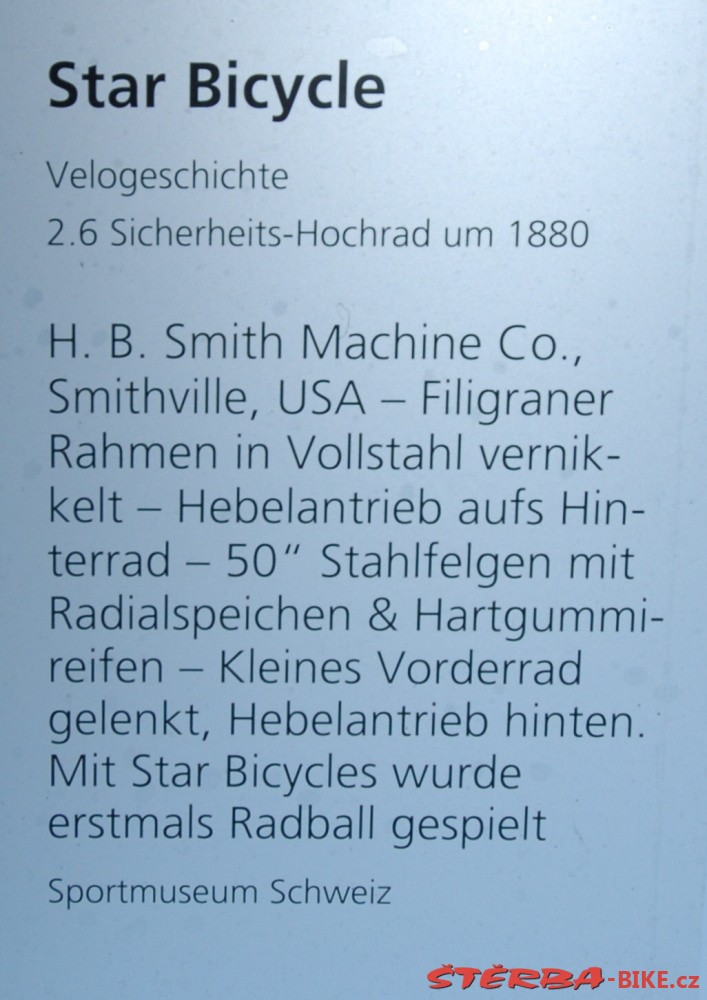 Star Bicycle
Velogeschichte
2.6 Sicherheits-Hochrad um 1880
H. B. Smith Machine Co.,
Smithville, USA – Filigraner
Rahmen in Vollstahl vernik-
kelt – Hebelantrieb aufs Hin-
terrad – 50“ Stahlfelgen mit
Radialspeichen & Hartgummi-
reifen – Kleines Vorderrad
gelenkt, Hebelantrieb hinten.
Mit Star Bicycles wurde
erstmals Radball gespielt
Sportmuseum Schweiz
ŠTĚRBA-BIKE.cz